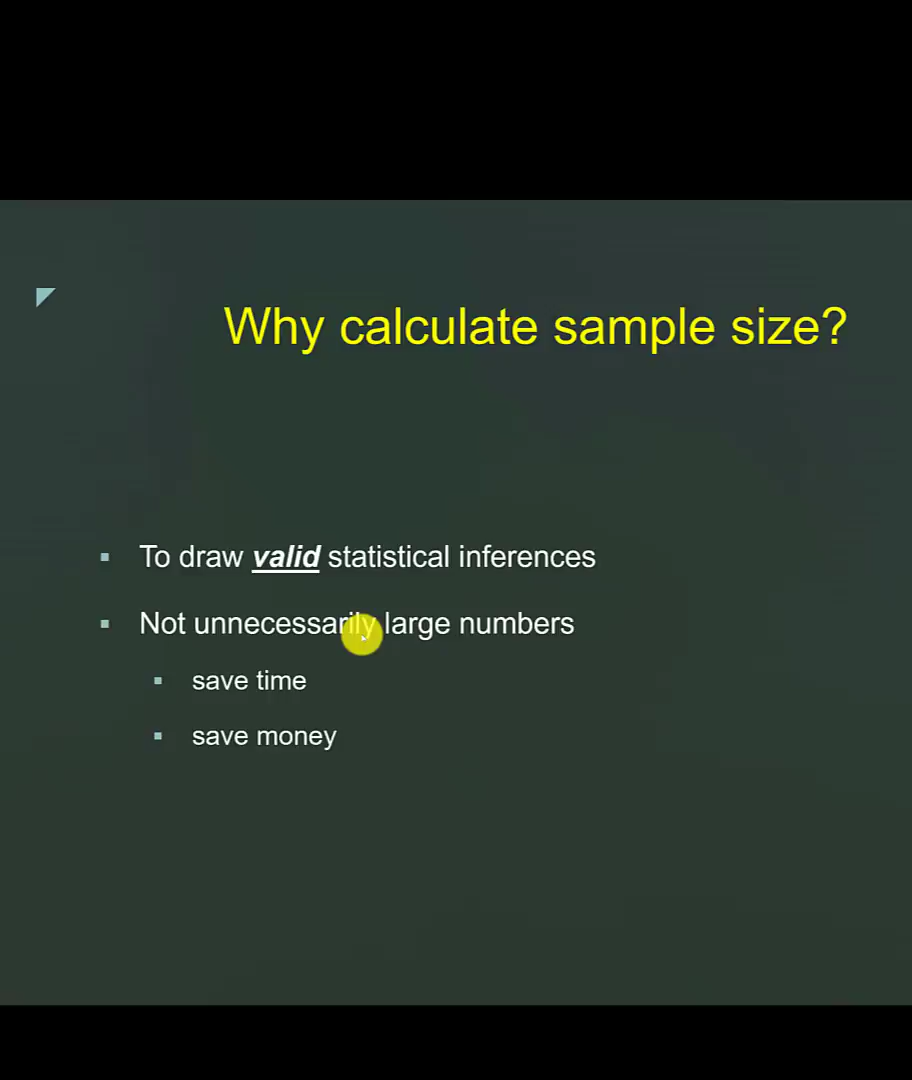 Why calculate sample size?
To draw valid statistical inferences
Not unnecessarily large numbers
save time
save money